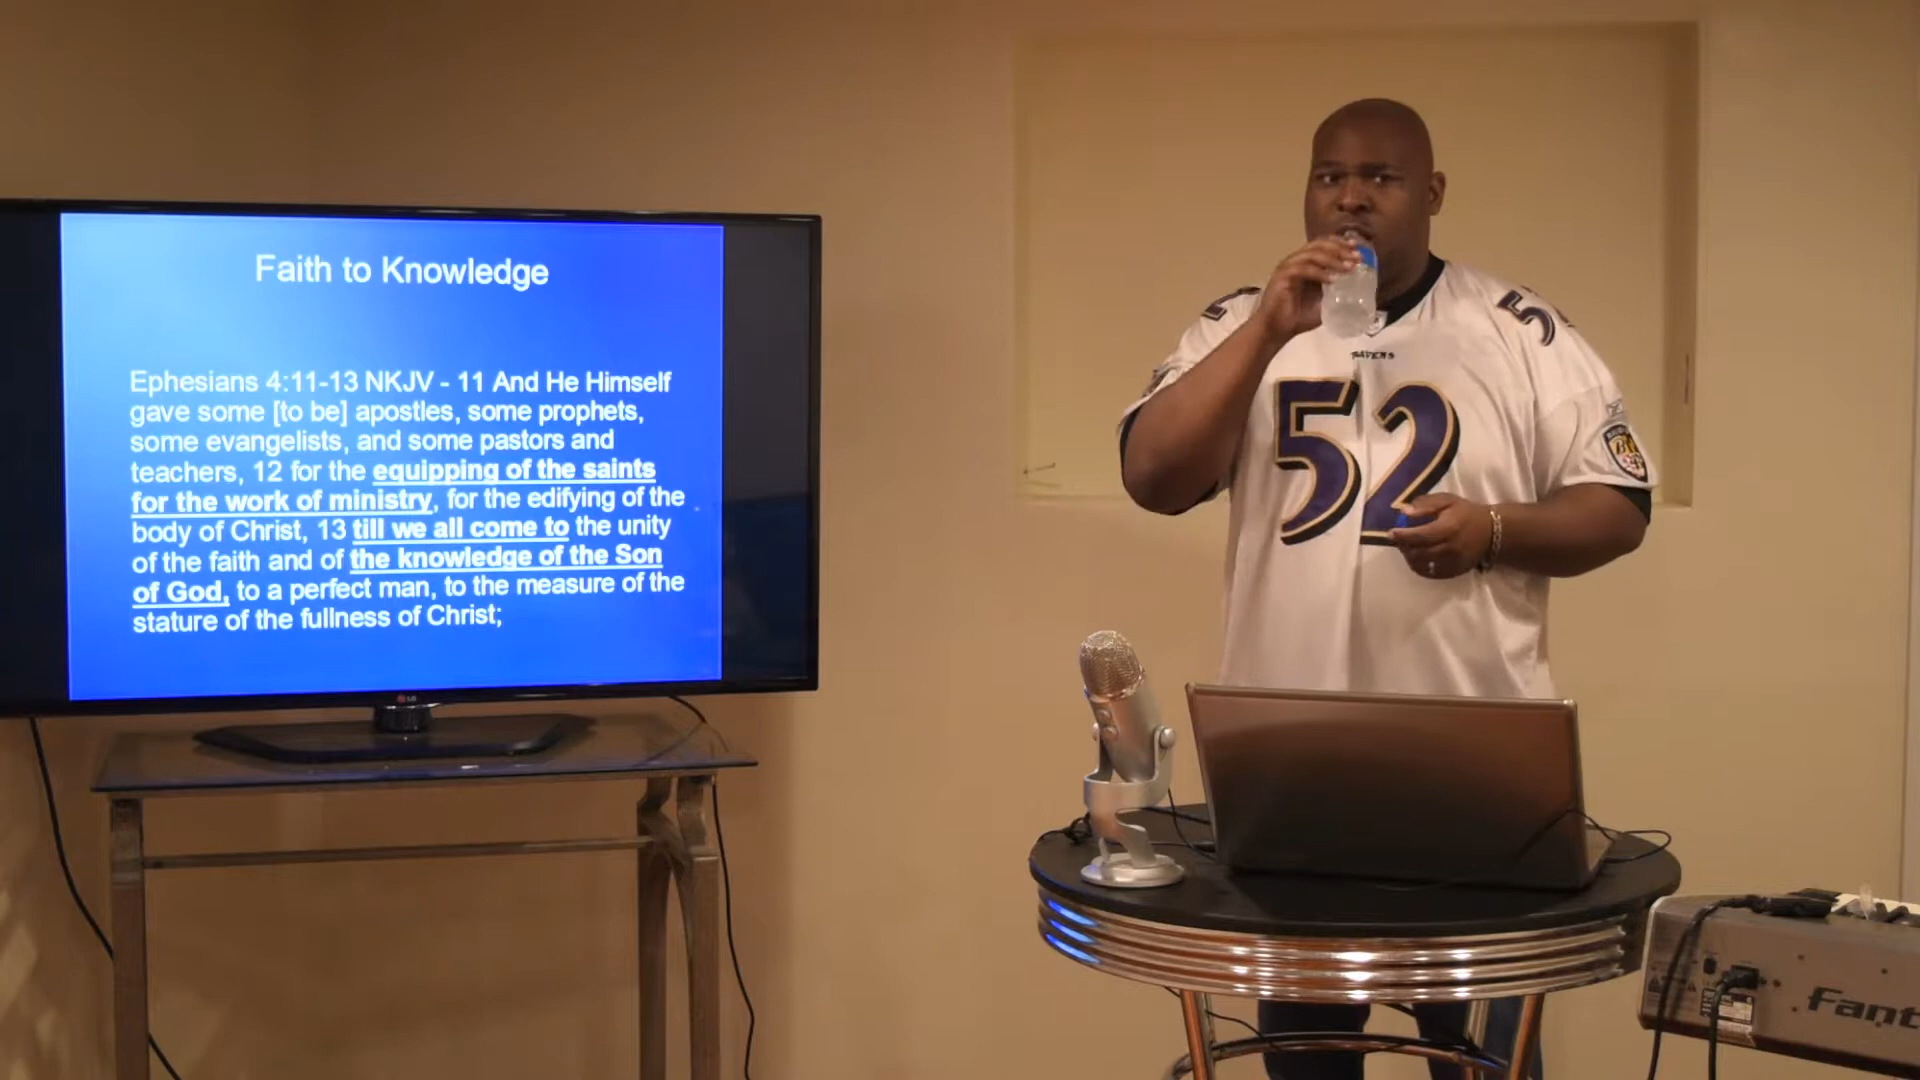 Faith to Knowledge
Ephesians 4:11-13 NKJV - 11 And He Himself
gave some [to be] apostles, some prophets,
some evangelists, and some pastors and
teachers, 12 for the equipping of the saints
for the work of ministry, for the edifying of the
body of Christ, 13 till we all come to the unity
of the faith and of the knowledge of the Son
of God, to a perfect man, to the measure of the
stature of the fullness of Christ;
LG
RAVENS
52
52
Fant